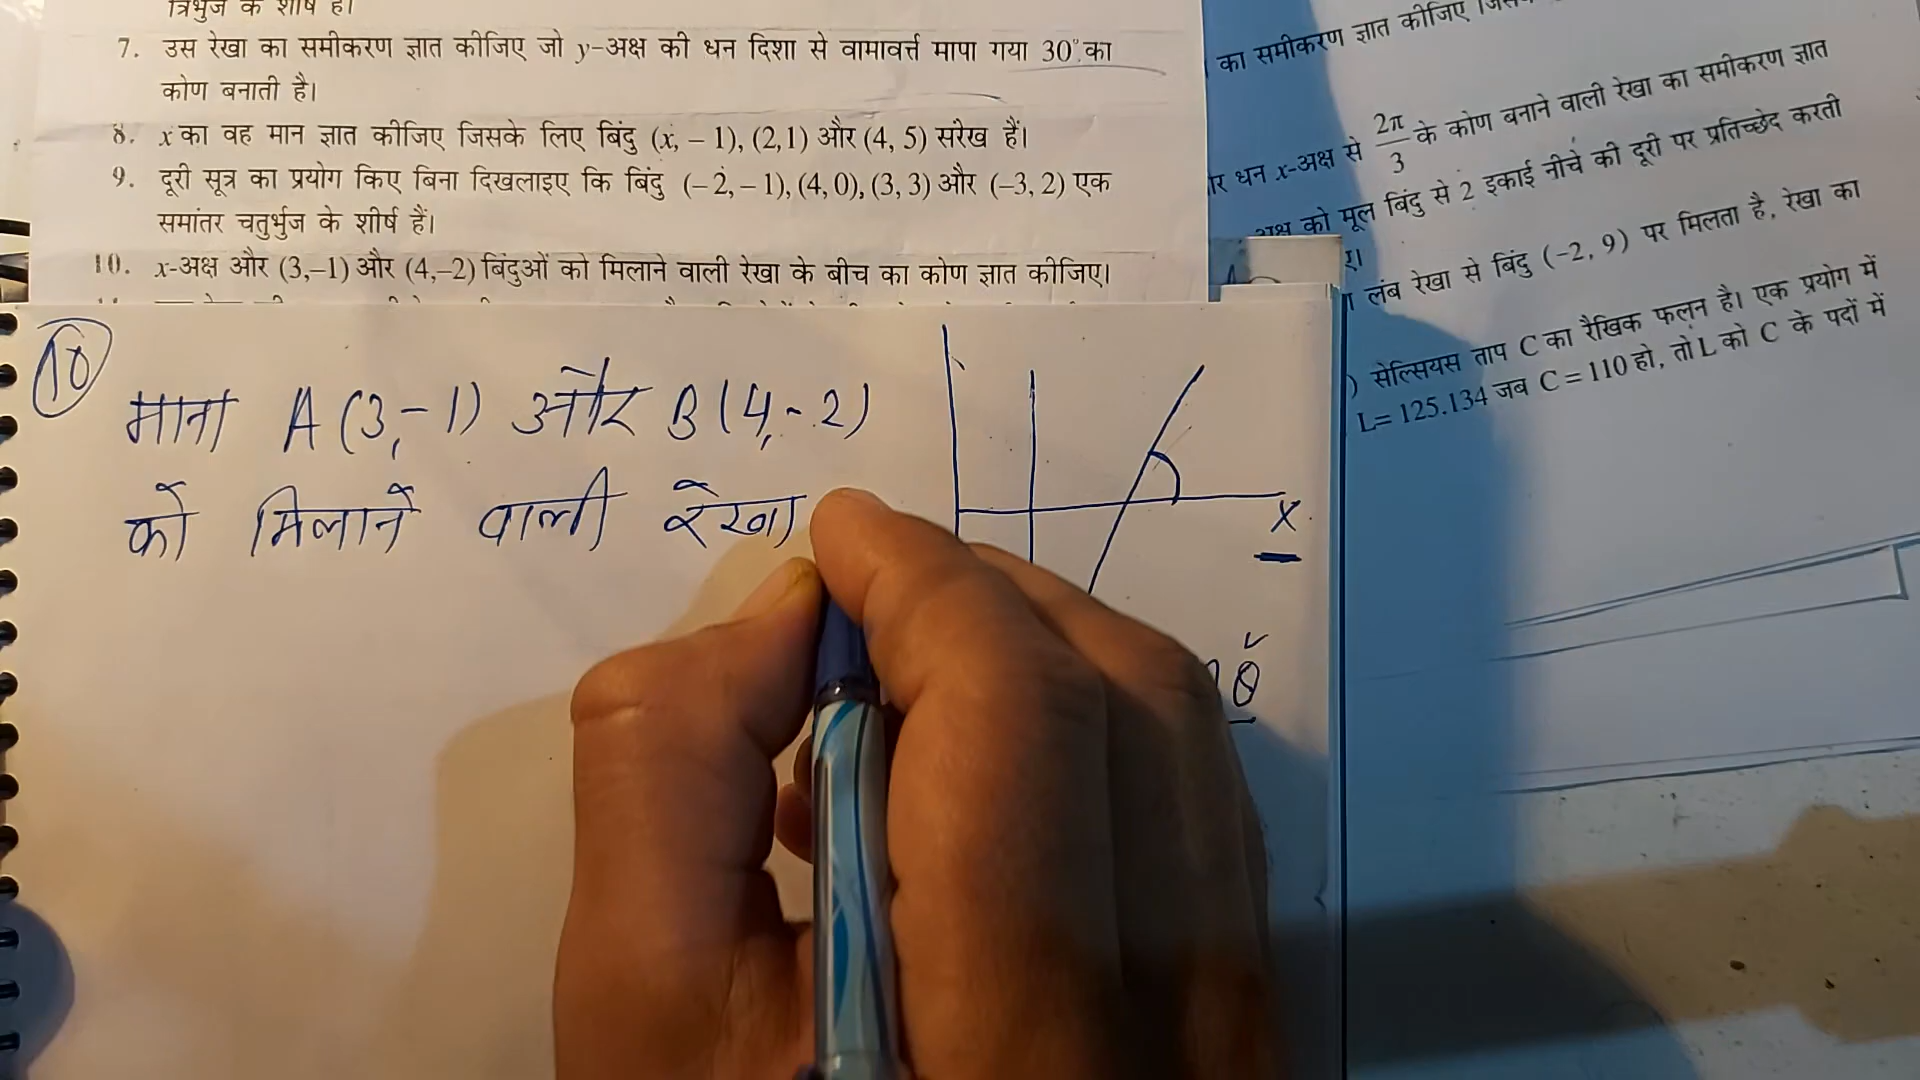 त्रिभुज के शीर्ष हैं।
7. उस रेखा का समीकरण ज्ञात कीजिए जो y-अक्ष की धन दिशा से वामावर्त्त मापा गया 30° का
कोण बनाती है।
8. x का वह मान ज्ञात कीजिए जिसके लिए बिंदु (x, – 1), (2,1) और (4, 5) सरेख हैं।
9. दूरी सूत्र का प्रयोग किए बिना दिखलाइए कि बिंदु (– 2, – 1), (4, 0), (3, 3) और (–3, 2) एक
समांतर चतुर्भुज के शीर्ष हैं।
10. x-अक्ष और (3,–1) और (4,–2) बिंदुओं को मिलाने वाली रेखा के बीच का कोण ज्ञात कीजिए।
का समीकरण ज्ञात कीजिए
धन x-अक्ष से 2π/3 के कोण बनाने वाली रेखा का समीकरण ज्ञात
अक्ष को मूल बिंदु से 2 इकाई नीचे की दूरी पर प्रतिच्छेद करती
लंब रेखा से बिंदु (–2, 9) पर मिलता है, रेखा का
) सेल्सियस ताप C का रैखिक फलन है। एक प्रयोग में
L= 125.134 जब C = 110 हो, तो L को C के पदों में
10
माना A(3,-1) और B(4,-2)
को मिलाने वाली रेखा
X
θ